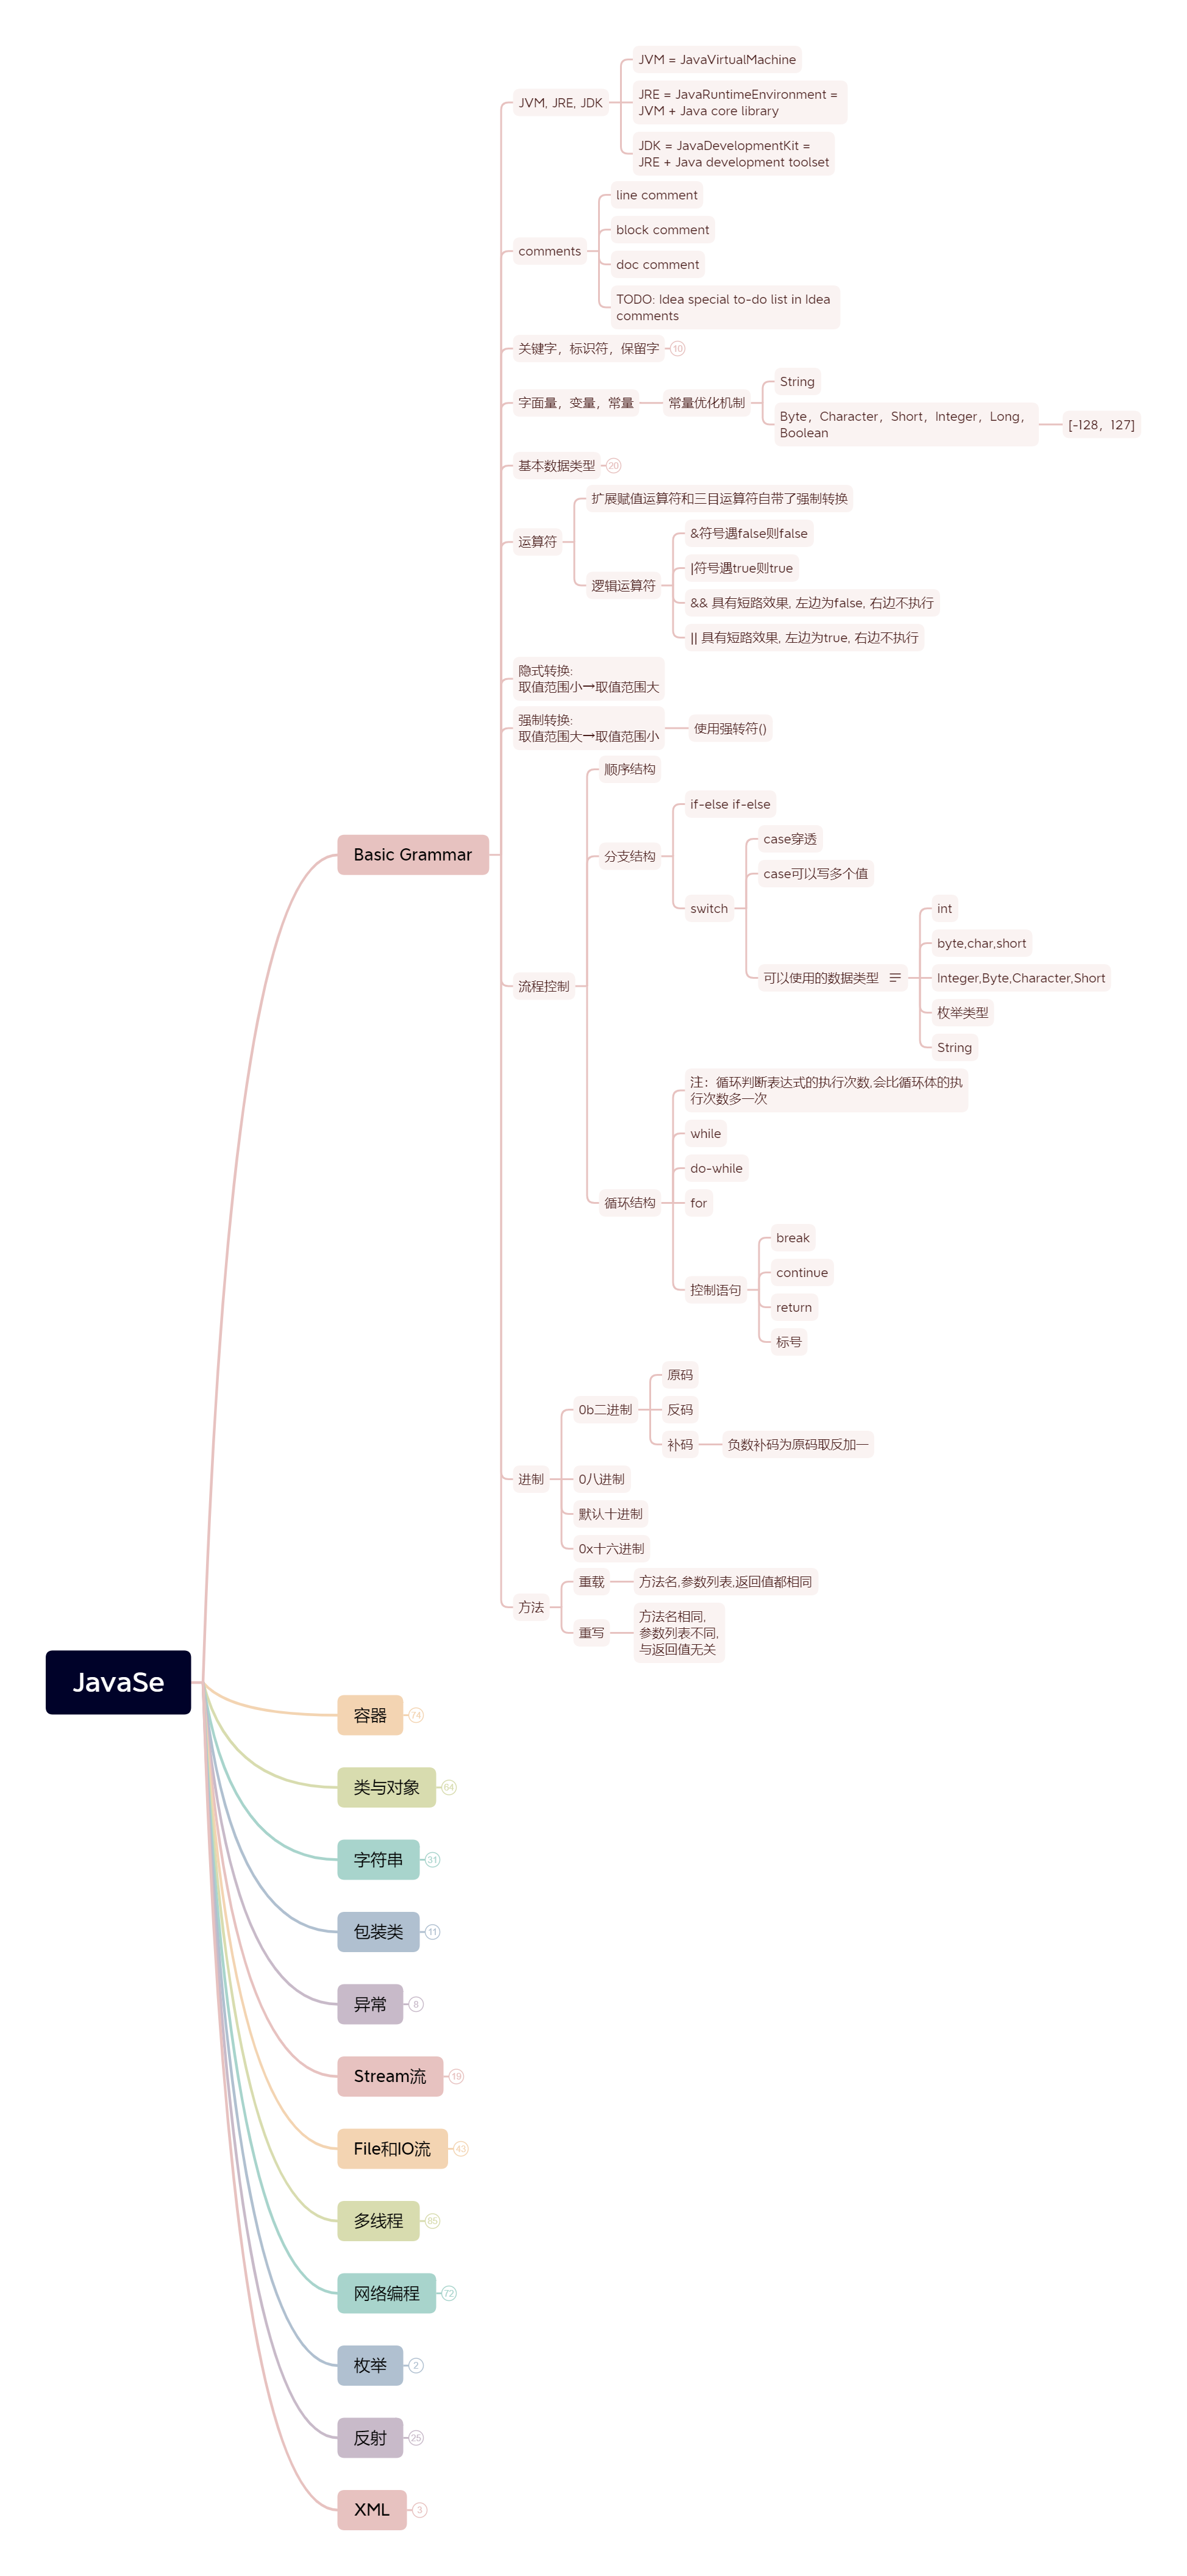 JavaSe
Basic Grammar
JVM, JRE, JDK
JVM = JavaVirtualMachine
JRE = JavaRuntimeEnvironment =
JVM + Java core library
JDK = JavaDevelopmentKit =
JRE + Java development toolset
comments
line comment
block comment
doc comment
TODO: Idea special to-do list in Idea
comments
关键字，标识符，保留字
10
字面量，变量，常量
常量优化机制
String
Byte，Character，Short，Integer，Long，
Boolean
[-128，127]
基本数据类型
20
运算符
扩展赋值运算符和三目运算符自带了强制转换
逻辑运算符
&符号遇false则false
|符号遇true则true
&& 具有短路效果, 左边为false, 右边不执行
|| 具有短路效果, 左边为true, 右边不执行
隐式转换:
取值范围小→取值范围大
强制转换:
取值范围大→取值范围小
使用强转符()
流程控制
顺序结构
分支结构
if-else if-else
switch
case穿透
case可以写多个值
可以使用的数据类型
int
byte,char,short
Integer,Byte,Character,Short
枚举类型
String
循环结构
注：循环判断表达式的执行次数,会比循环体的执
行次数多一次
while
do-while
for
控制语句
break
continue
return
标号
进制
0b二进制
原码
反码
补码
负数补码为原码取反加一
0八进制
默认十进制
0x十六进制
方法
重载
方法名,参数列表,返回值都相同
重写
方法名相同,
参数列表不同,
与返回值无关
容器
74
类与对象
64
字符串
31
包装类
11
异常
8
Stream流
19
File和IO流
43
多线程
85
网络编程
72
枚举
2
反射
25
XML
3